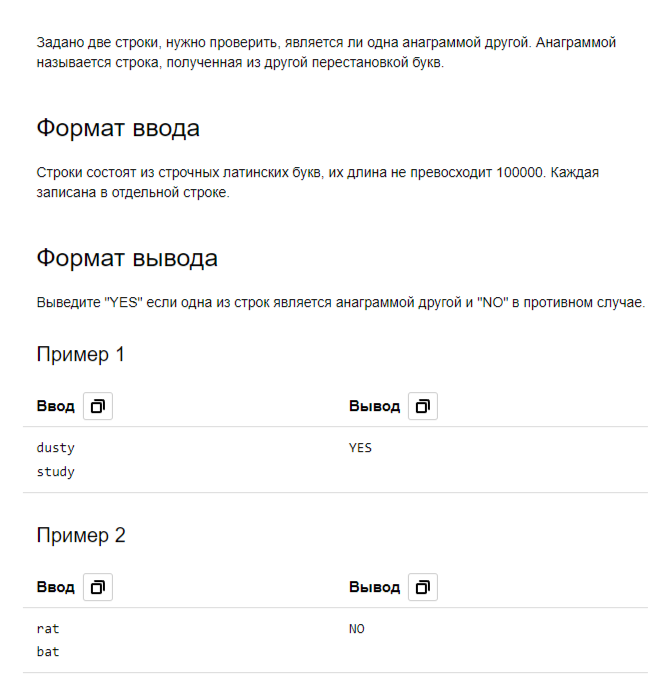 Задано две строки, нужно проверить, является ли одна анаграммой другой. Анаграммой
называется строка, полученная из другой перестановкой букв.
Формат ввода
Строки состоят из строчных латинских букв, их длина не превосходит 100000. Каждая
записана в отдельной строке.
Формат вывода
Выведите "YES" если одна из строк является анаграммой другой и "NO" в противном случае.
Пример 1
Ввод Вывод
dusty YES
study
Пример 2
Ввод Вывод
rat NO
bat